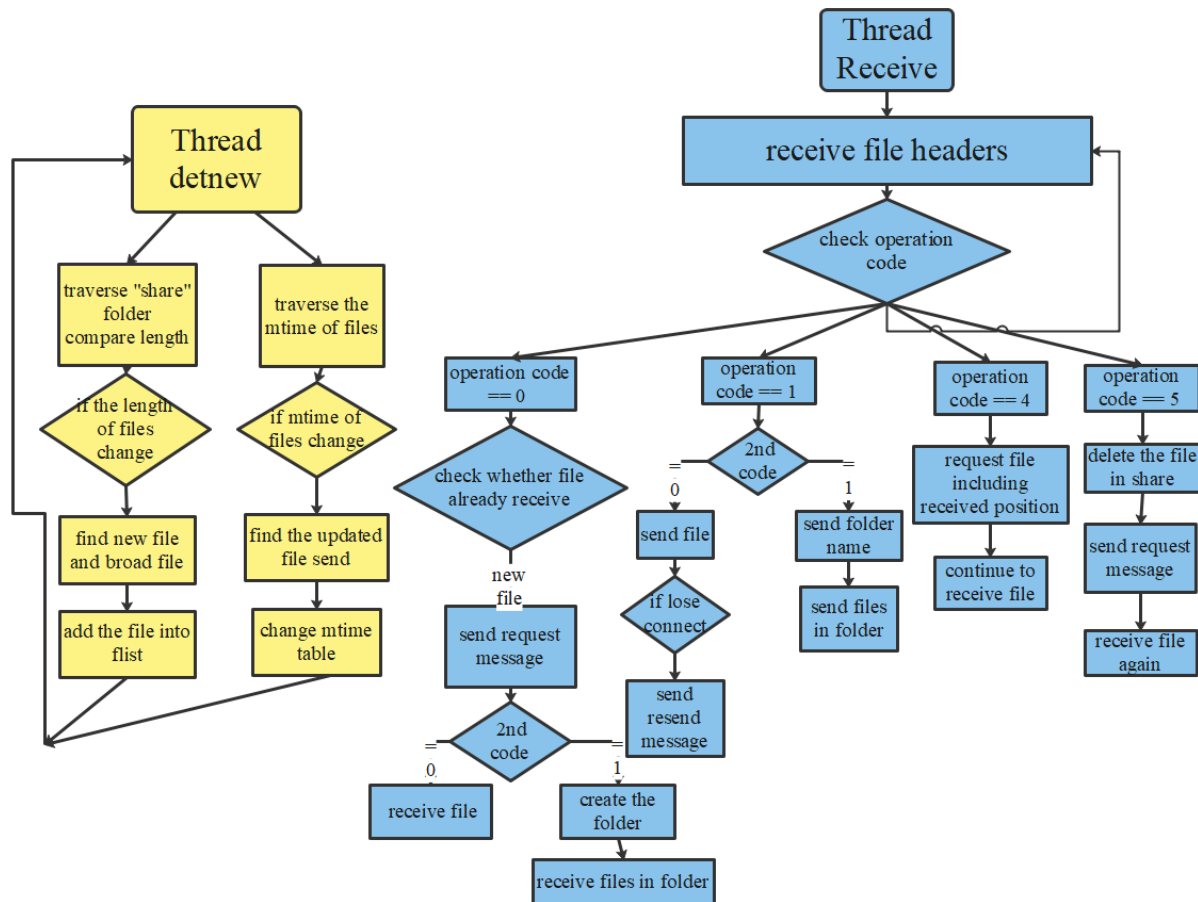 Thread
detnew
traverse "share"
folder
compare length
if the length
of files
change
find new file
and broad file
add the file into
flist
traverse the
mtime of files
if mtime of
files change
find the updated
file send
change mtime
table
Thread
Receive
receive file headers
check operation
code
operation code
== 0
check whether file
already receive
new
file
send request
message
2nd
code
=
0
receive file
=
1
create the
folder
receive files in folder
operation
code == 1
2nd
code
=
0
send file
if lose
connect
send
resend
message
=
1
send folder
name
send files
in folder
operation
code == 4
request file
including
received position
continue to
receive file
operation
code == 5
delete the file
in share
send request
message
receive file
again